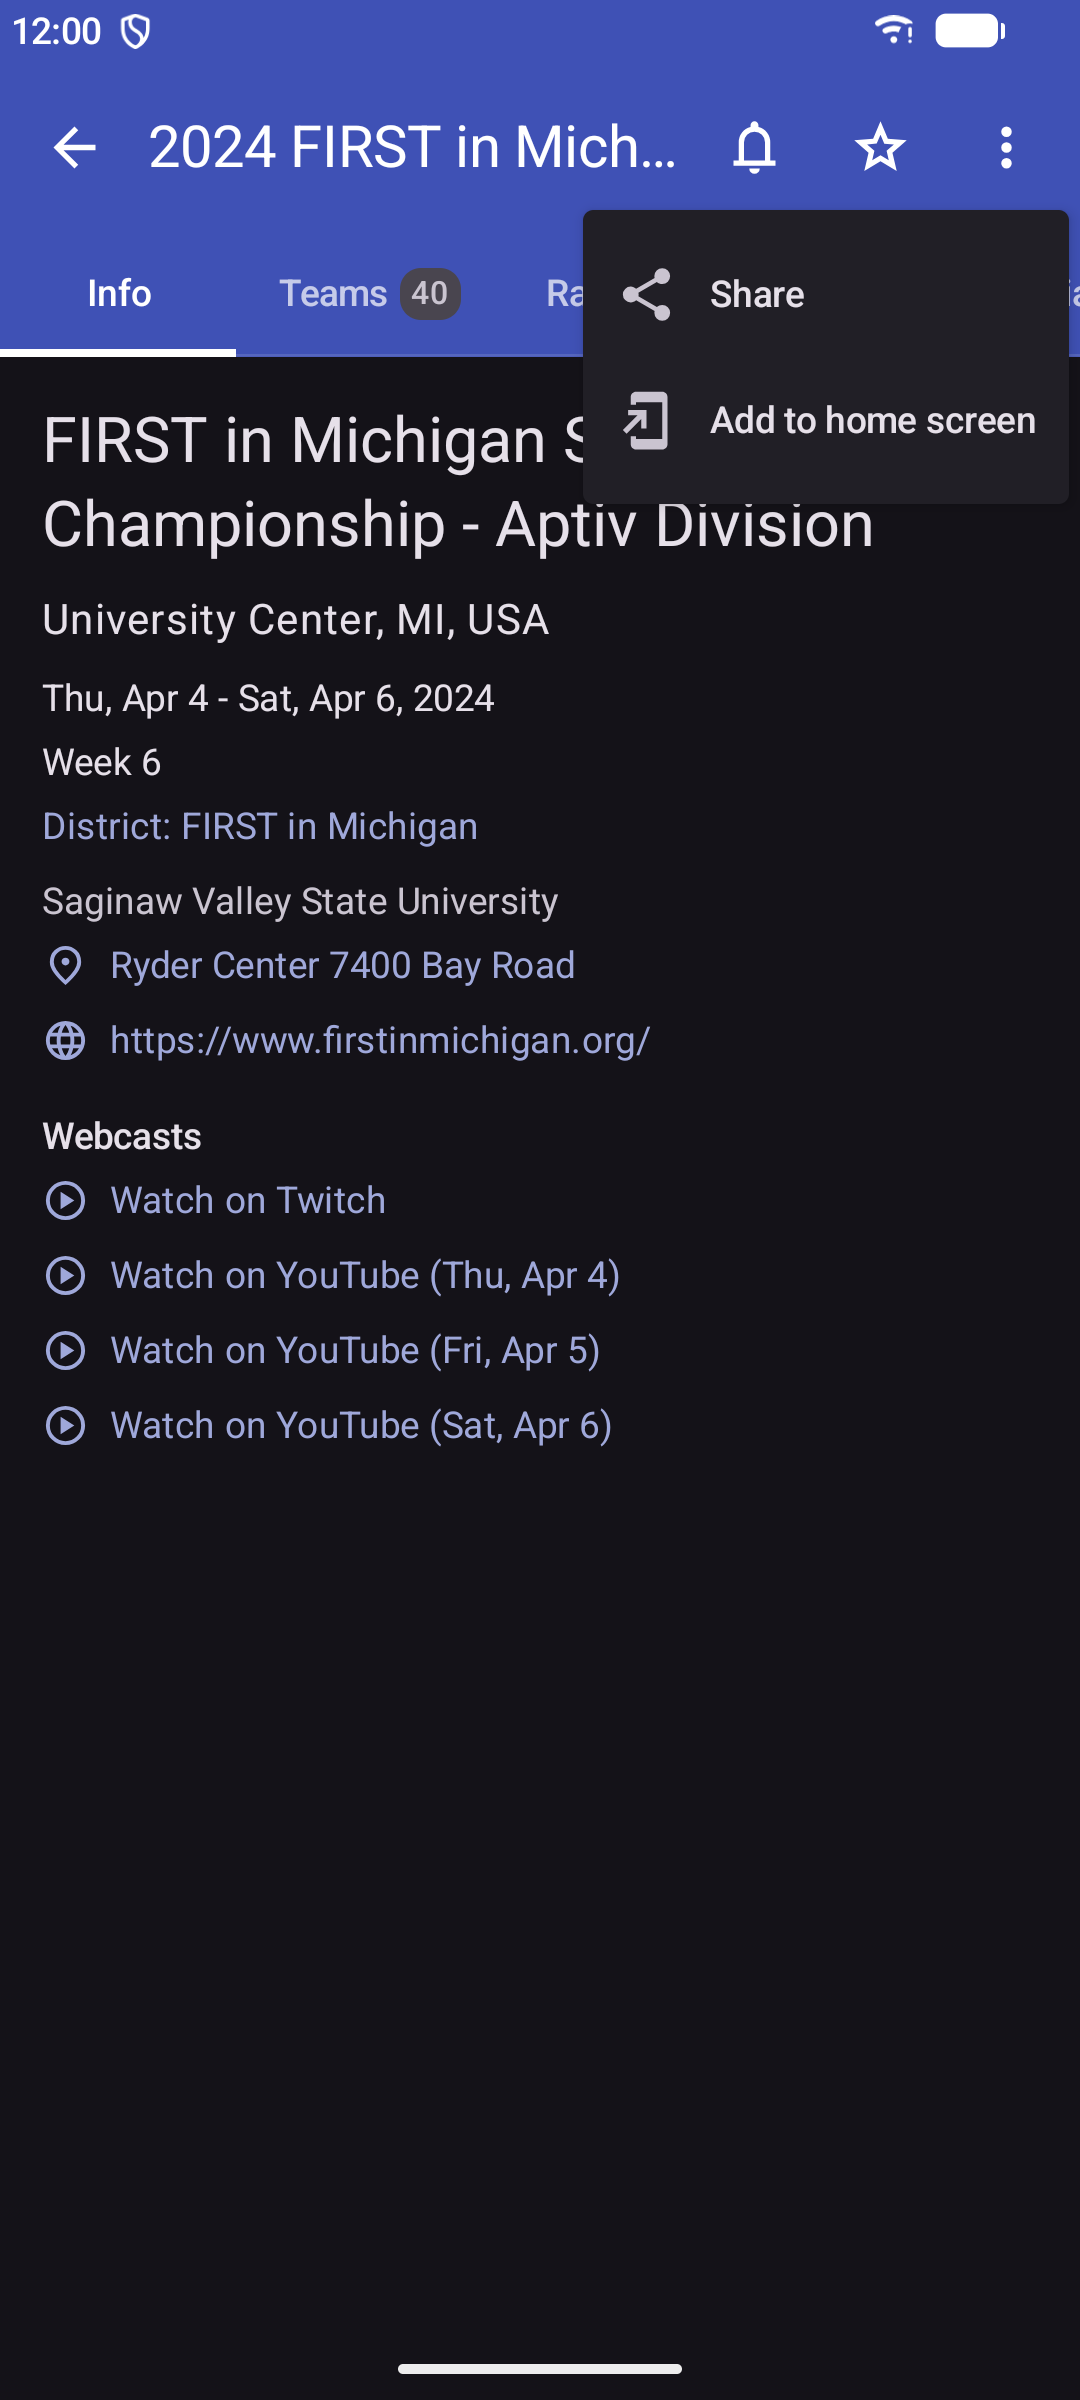 12:00
2024 FIRST in Mich...
Info
Teams 40
Share
Add to home screen
FIRST in Michigan
Championship - Aptiv Division
University Center, MI, USA
Thu, Apr 4 - Sat, Apr 6, 2024
Week 6
District: FIRST in Michigan
Saginaw Valley State University
Ryder Center 7400 Bay Road
https://www.firstinmichigan.org/
Webcasts
Watch on Twitch
Watch on YouTube (Thu, Apr 4)
Watch on YouTube (Fri, Apr 5)
Watch on YouTube (Sat, Apr 6)